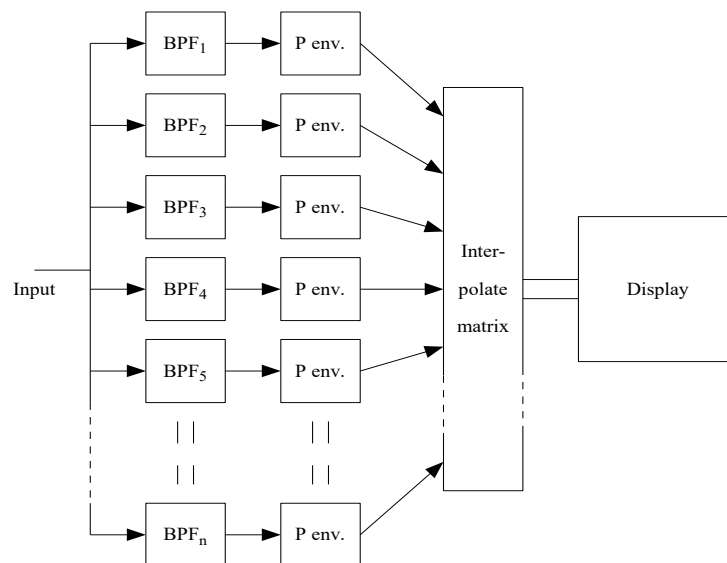 BPF1
P env.
BPF2
P env.
BPF3
P env.
Input
BPF4
P env.
Inter-
polate
matrix
Display
BPF5
P env.
BPFn
P env.